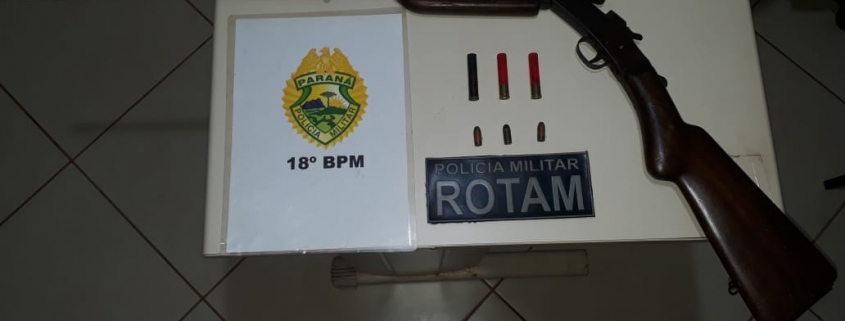 PARANÁ
POLÍCIA MILITAR
18º BPM
POLÍCIA MILITAR
ROTAM